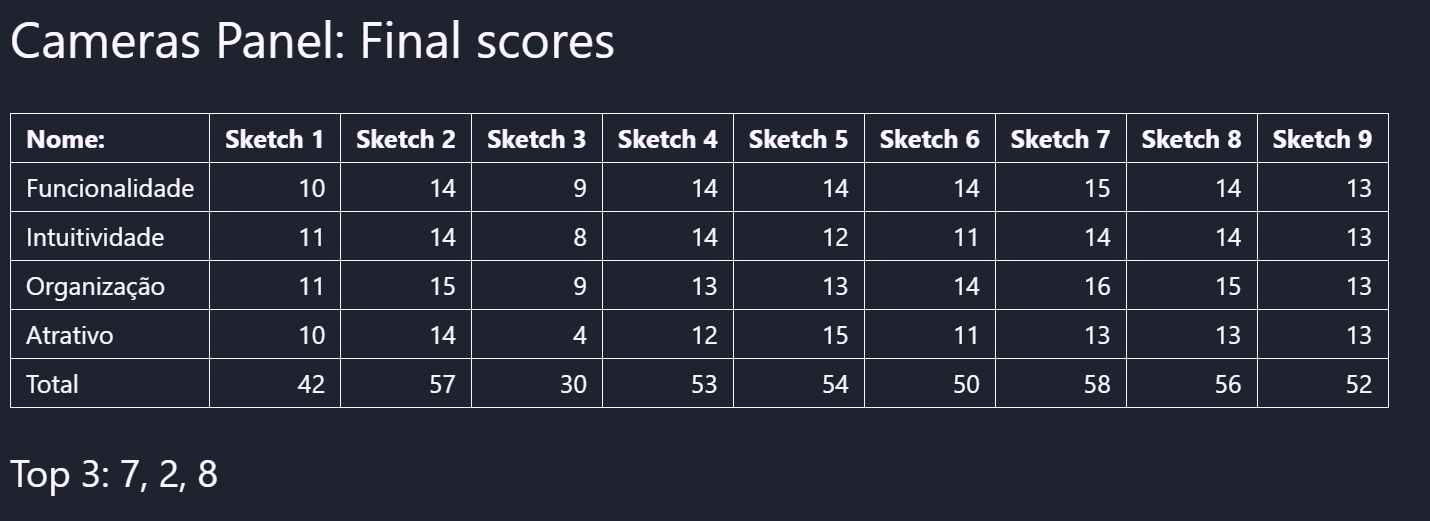 Cameras Panel: Final scores
Nome: Sketch 1 Sketch 2 Sketch 3 Sketch 4 Sketch 5 Sketch 6 Sketch 7 Sketch 8 Sketch 9
Funcionalidade 10 14 9 14 14 14 15 14 13
Intuitividade 11 14 8 14 12 11 14 14 13
Organização 11 15 9 13 13 14 16 15 13
Atrativo 10 14 4 12 15 11 13 13 13
Total 42 57 30 53 54 50 58 56 52
Top 3: 7, 2, 8